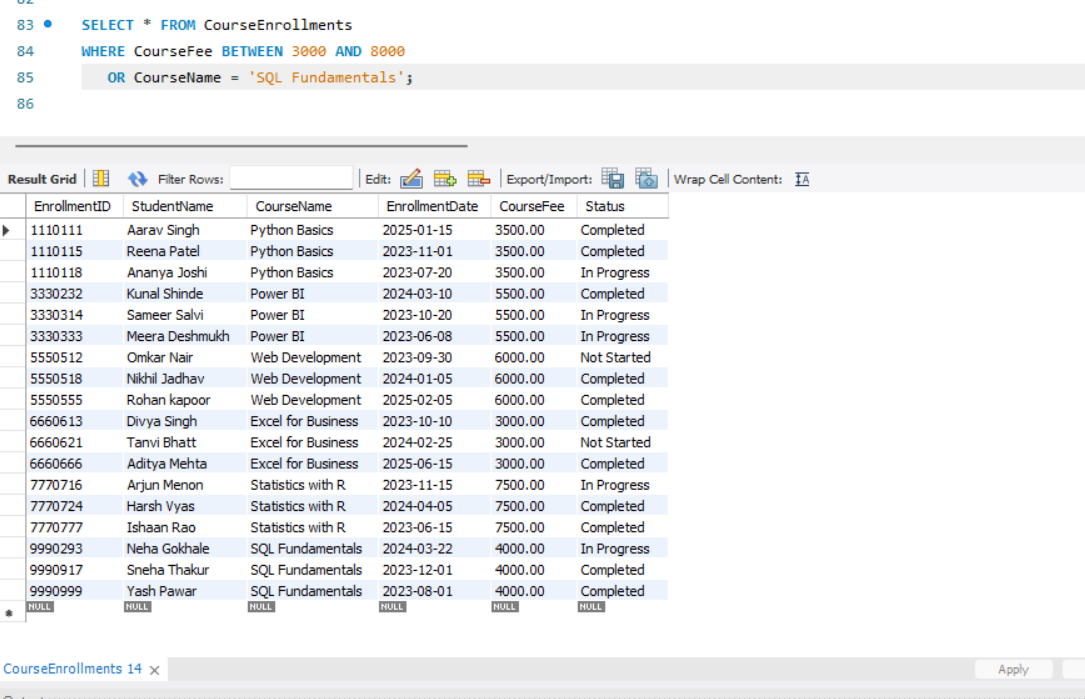 82
83 SELECT * FROM CourseEnrollments
84 WHERE CourseFee BETWEEN 3000 AND 8000
85 OR CourseName = 'SQL Fundamentals';
86
Result Grid Filter Rows: Edit: Export/Import: Wrap Cell Content: IA
EnrollmentID StudentName CourseName EnrollmentDate CourseFee Status
1110111 Aarav Singh Python Basics 2025-01-15 3500.00 Completed
1110115 Reena Patel Python Basics 2023-11-01 3500.00 Completed
1110118 Ananya Joshi Python Basics 2023-07-20 3500.00 In Progress
3330232 Kunal Shinde Power BI 2024-03-10 5500.00 Completed
3330314 Sameer Salvi Power BI 2023-10-20 5500.00 In Progress
3330333 Meera Deshmukh Power BI 2023-06-08 5500.00 In Progress
5550512 Omkar Nair Web Development 2023-09-30 6000.00 Not Started
5550518 Nikhil Jadhav Web Development 2024-01-05 6000.00 Completed
5550555 Rohan kapoor Web Development 2025-02-05 6000.00 Completed
6660613 Divya Singh Excel for Business 2023-10-10 3000.00 Completed
6660621 Tanvi Bhatt Excel for Business 2024-02-25 3000.00 Not Started
6660666 Aditya Mehta Excel for Business 2025-06-15 3000.00 Completed
7770716 Arjun Menon Statistics with R 2023-11-15 7500.00 In Progress
7770724 Harsh Vyas Statistics with R 2024-04-05 7500.00 Completed
7770777 Ishaan Rao Statistics with R 2023-06-15 7500.00 Completed
9990293 Neha Gokhale SQL Fundamentals 2024-03-22 4000.00 In Progress
9990917 Sneha Thakur SQL Fundamentals 2023-12-01 4000.00 Completed
9990999 Yash Pawar SQL Fundamentals 2023-08-01 4000.00 Completed
NULL NULL NULL NULL NULL NULL
CourseEnrollments 14 Apply